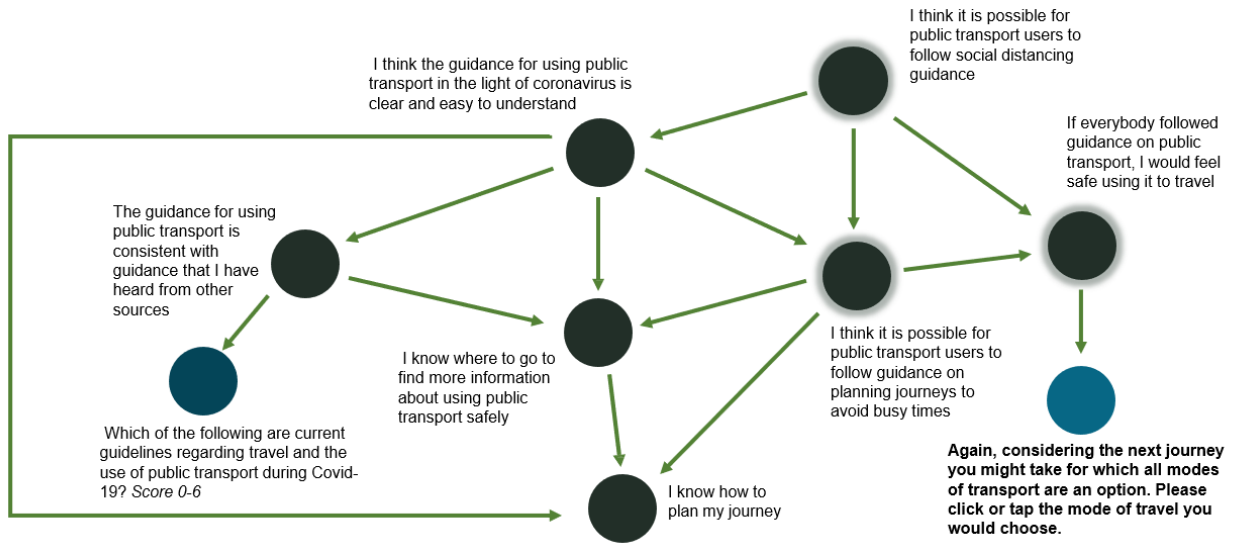 I think it is possible for
public transport users to
follow social distancing
guidance
I think the guidance for using public
transport in the light of coronavirus is
clear and easy to understand
If everybody followed
guidance on public
transport, I would feel
safe using it to travel
The guidance for using
public transport is
consistent with
guidance that I have
heard from other
sources
I think it is possible for
public transport users to
follow guidance on
planning journeys to
avoid busy times
I know where to go to
find more information
about using public
transport safely
Which of the following are current
guidelines regarding travel and the
use of public transport during Covid-
19? Score 0-6
Again, considering the next journey
you might take for which all modes
of transport are an option. Please
click or tap the mode of travel you
would choose.
I know how to
plan my journey